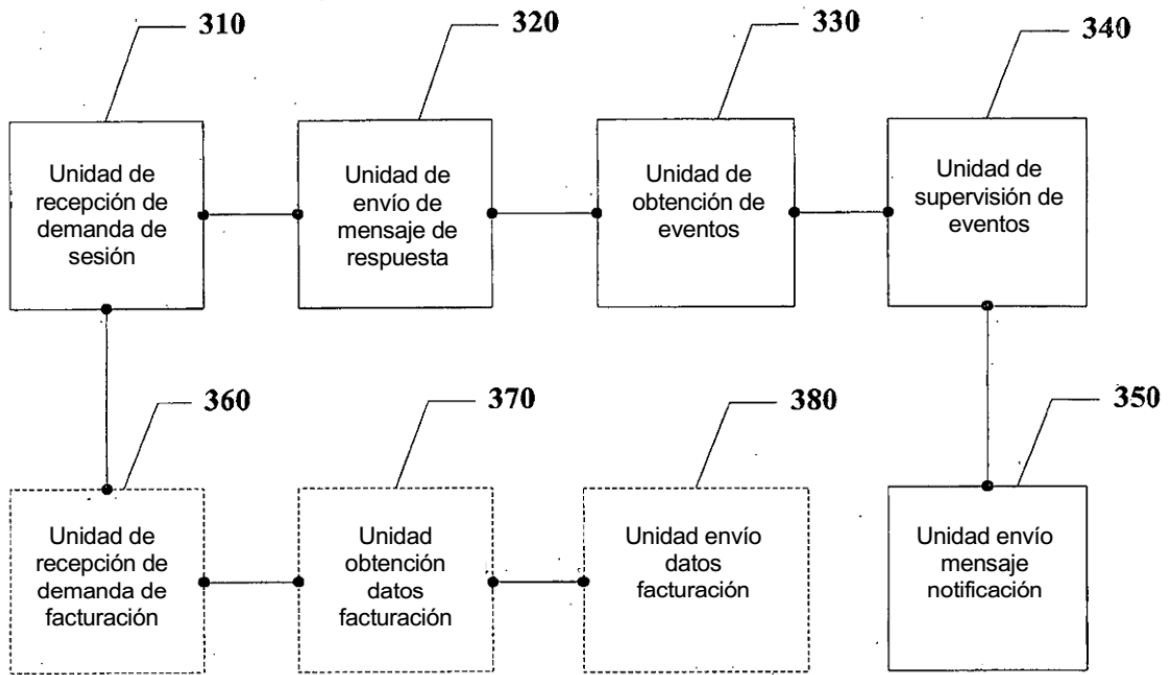 310
320
330
340
Unidad de
recepción de
demanda de
sesión
Unidad de
envío de
mensaje de
respuesta
Unidad de
obtención de
eventos
Unidad de
supervisión de
eventos
360
370
380
350
Unidad de
recepción de
demanda de
facturación
Unidad
obtención
datos
facturación
Unidad envío
datos
facturación
Unidad envío
mensaje
notificación